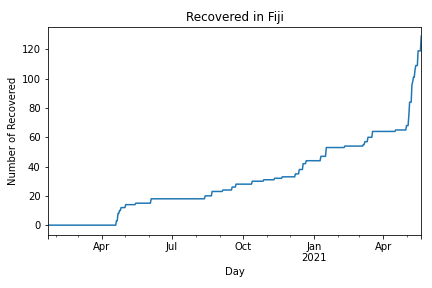 Recovered in Fiji
Number of Recovered
120
100
80
60
40
20
0
Apr
Jul
Oct
Jan
2021
Apr
Day